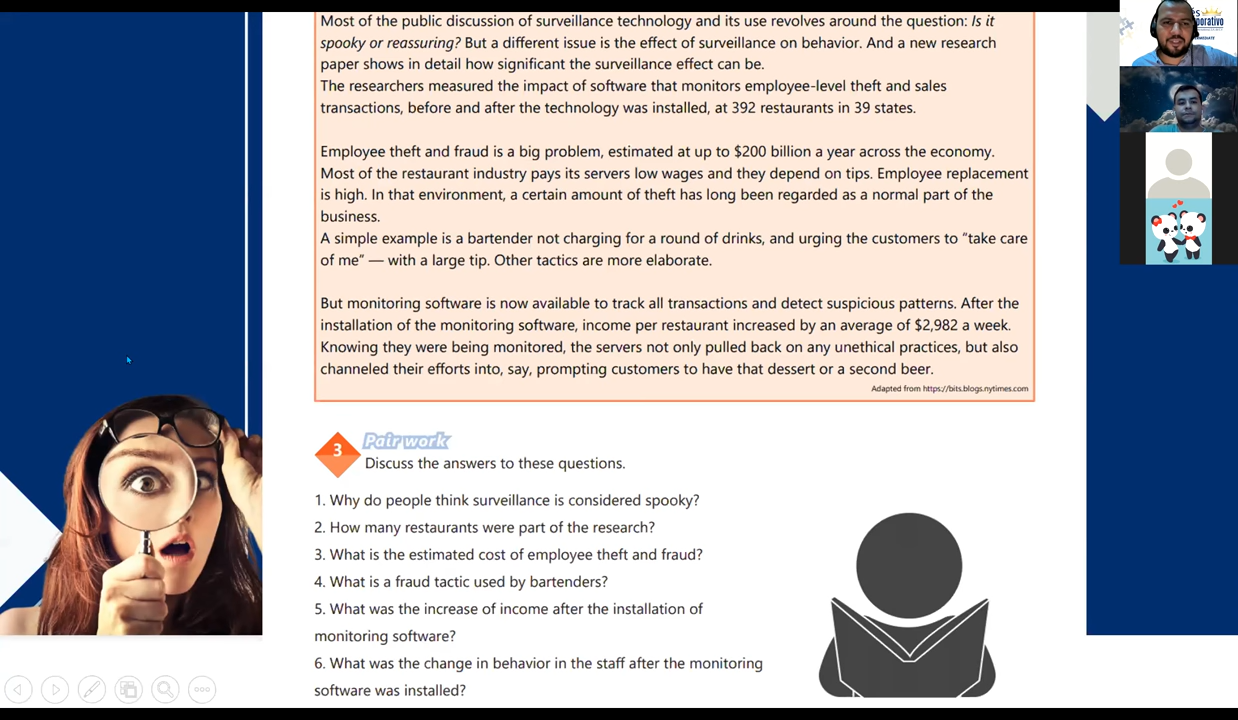 Most of the public discussion of surveillance technology and its use revolves around the question: Is it
spooky or reassuring? But a different issue is the effect of surveillance on behavior. And a new research
paper shows in detail how significant the surveillance effect can be.
The researchers measured the impact of software that monitors employee-level theft and sales
transactions, before and after the technology was installed, at 392 restaurants in 39 states.
Employee theft and fraud is a big problem, estimated at up to $200 billion a year across the economy.
Most of the restaurant industry pays its servers low wages and they depend on tips. Employee replacement
is high. In that environment, a certain amount of theft has long been regarded as a normal part of the
business.
A simple example is a bartender not charging for a round of drinks, and urging the customers to “take care
of me” — with a large tip. Other tactics are more elaborate.
But monitoring software is now available to track all transactions and detect suspicious patterns. After the
installation of the monitoring software, income per restaurant increased by an average of $2,982 a week.
Knowing they were being monitored, the servers not only pulled back on any unethical practices, but also
channeled their efforts into, say, prompting customers to have that dessert or a second beer.
Adapted from https://bits.blogs.nytimes.com
3
Pair work
Discuss the answers to these questions.
1. Why do people think surveillance is considered spooky?
2. How many restaurants were part of the research?
3. What is the estimated cost of employee theft and fraud?
4. What is a fraud tactic used by bartenders?
5. What was the increase of income after the installation of
monitoring software?
6. What was the change in behavior in the staff after the monitoring
software was installed?